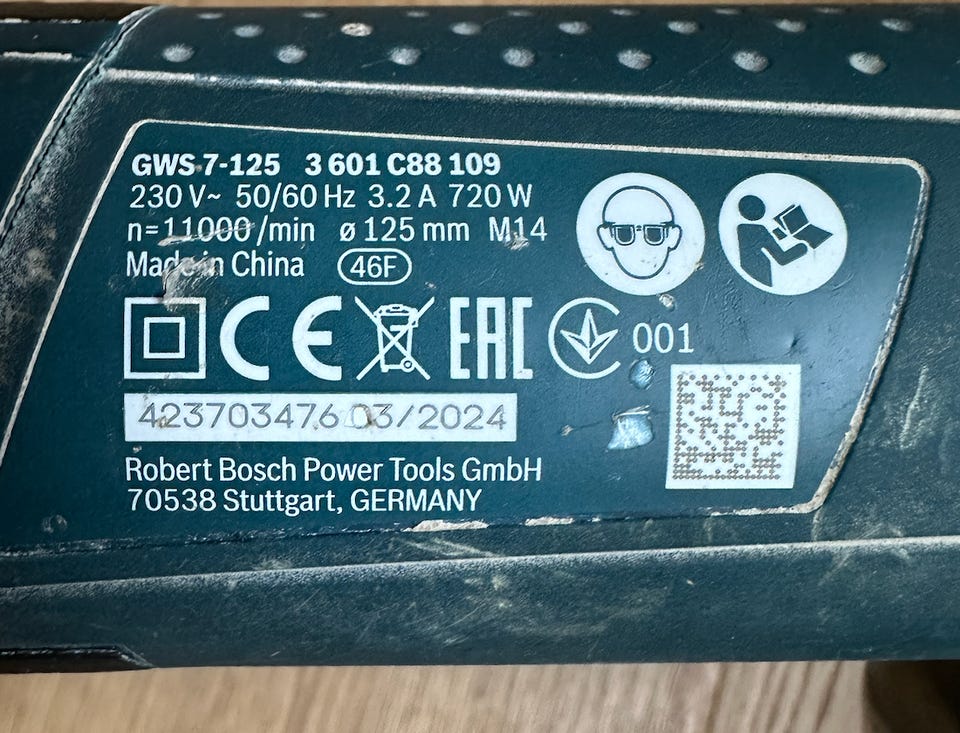 GWS 7-125 3 601 C88 109
230 V~ 50/60 Hz 3.2 A 720 W
n=11000/min ø 125 mm M14
Made in China 46F
CE EAC 001
423703476 03/2024
Robert Bosch Power Tools GmbH
70538 Stuttgart, GERMANY